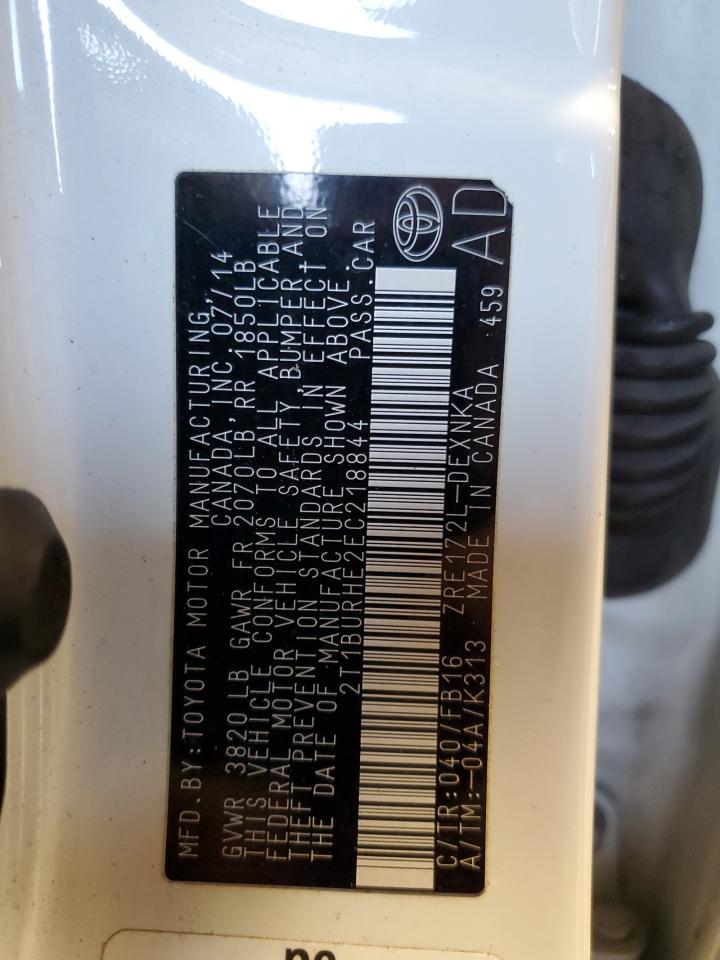 MFD.BY:TOYOTA MOTOR MANUFACTURING,
CANADA, INC. 07/14
GVWR 3820LB GAWR FR 2070LB RR 1850LB
THIS VEHICLE CONFORMS TO ALL APPLICABLE
FEDERAL MOTOR VEHICLE SAFETY,BUMPER,AND
THEFT PREVENTION STANDARDS IN EFFECT ON
THE DATE OF MANUFACTURE SHOWN ABOVE.
2T1BURHE2EC218844 PASS.CAR
C/TR:040/FB16 ZRE172L-DEXNKA
A/TM:-04A/K313 MADE IN CANADA 459 AD